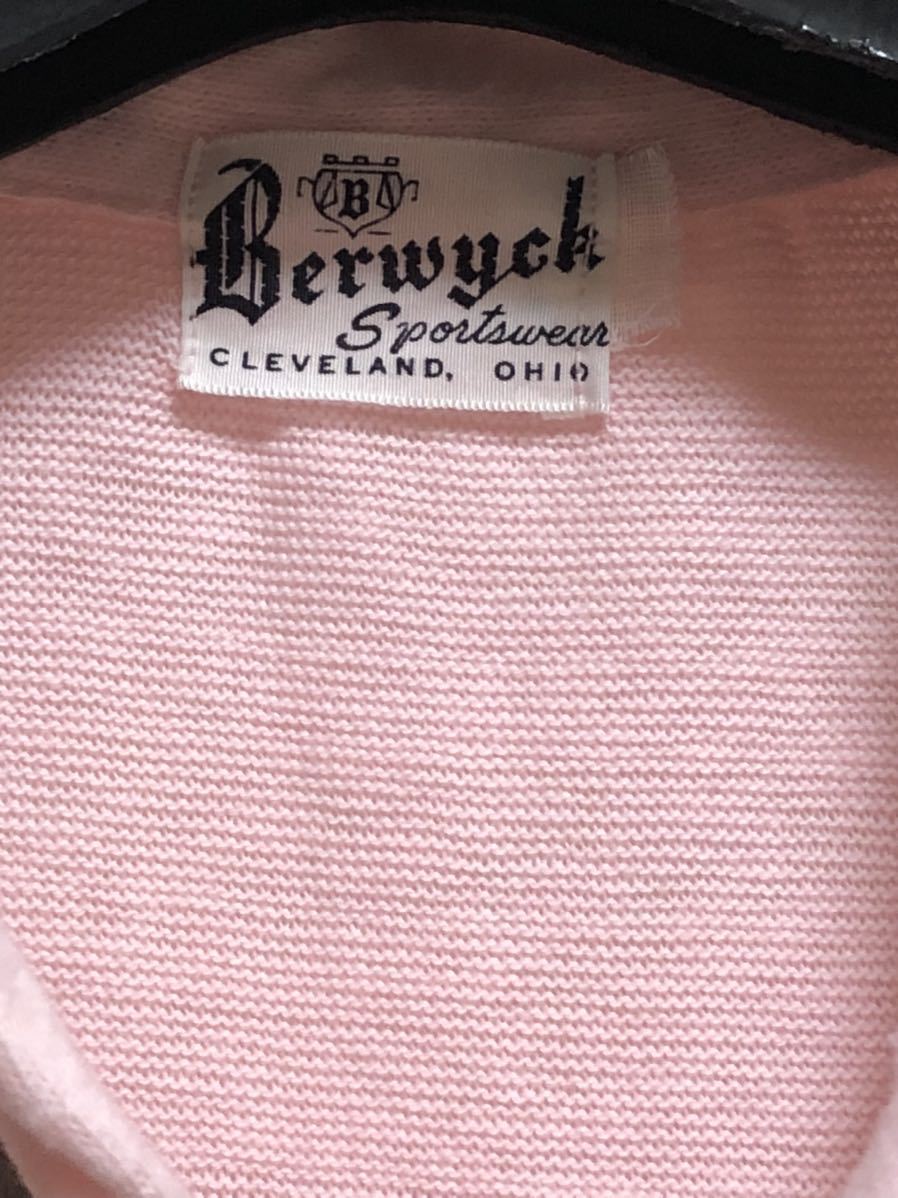 B
Berwyck
Sportswear
CLEVELAND, OHIO